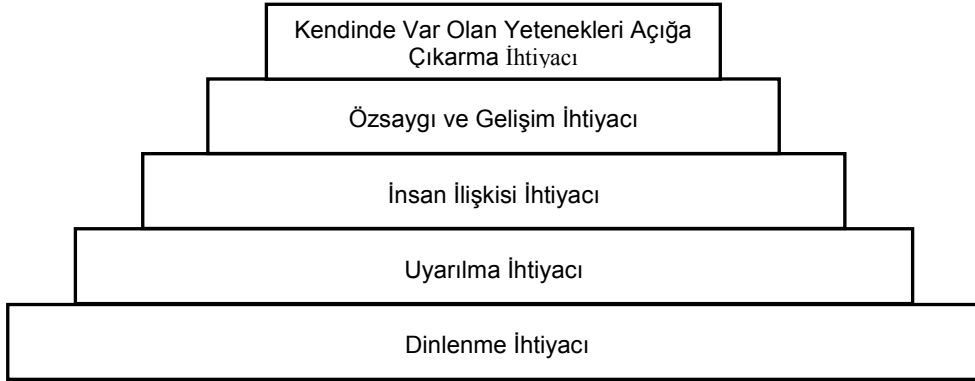 Kendinde Var Olan Yetenekleri Açığa
Çıkarma İhtiyacı
Özsaygı ve Gelişim İhtiyacı
İnsan İlişkisi İhtiyacı
Uyarılma İhtiyacı
Dinlenme İhtiyacı